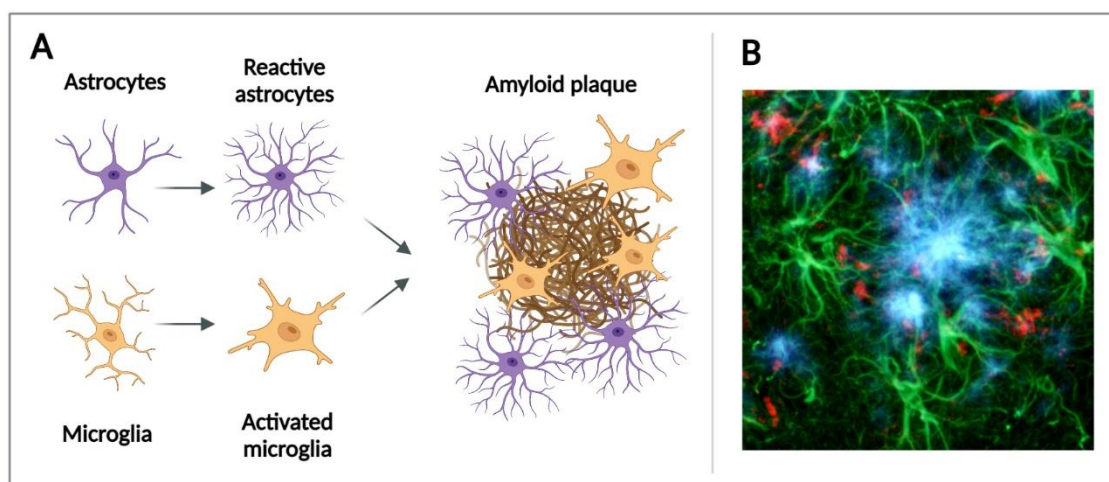 A
Astrocytes
Reactive
astrocytes
Amyloid plaque
Microglia
Activated
microglia
B